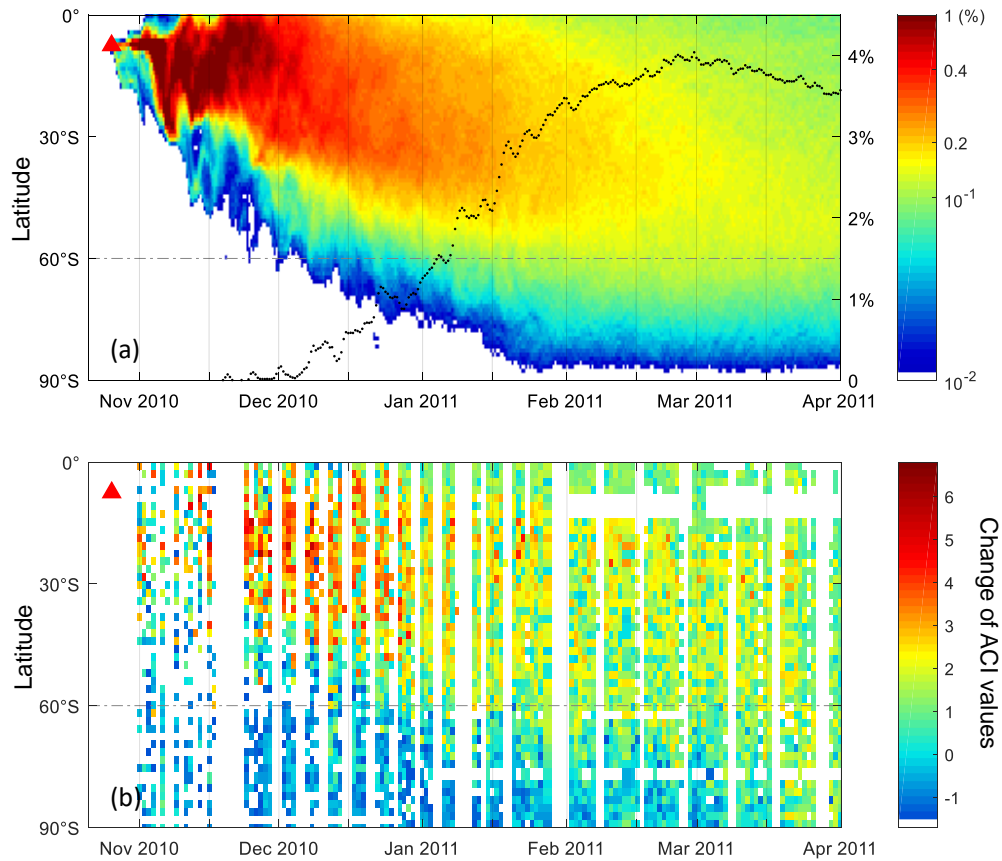 0°
30°S
60°S
90°S
Latitude
(a)
4%
3%
2%
1%
0
1 (%)
0.4
0.2
10⁻¹
10⁻²
Nov 2010 Dec 2010 Jan 2011 Feb 2011 Mar 2011 Apr 2011
0°
30°S
60°S
90°S
Latitude
(b)
6
5
4
3
2
1
0
-1
Change of ACI values
Nov 2010 Dec 2010 Jan 2011 Feb 2011 Mar 2011 Apr 2011